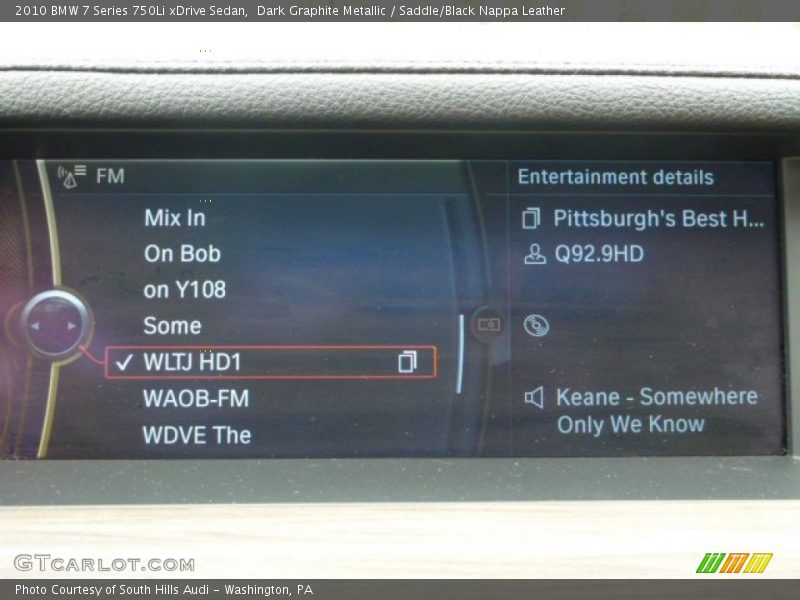 2010 BMW 7 Series 750Li xDrive Sedan,  Dark Graphite Metallic / Saddle/Black Nappa Leather
FM
Mix In
On Bob
on Y108
Some
WLTJ HD1
WAOB-FM
WDVE The
Entertainment details
Pittsburgh's Best H...
Q92.9HD
Keane - Somewhere
Only We Know
GTCARLOT.COM
Photo Courtesy of South Hills Audi - Washington, PA